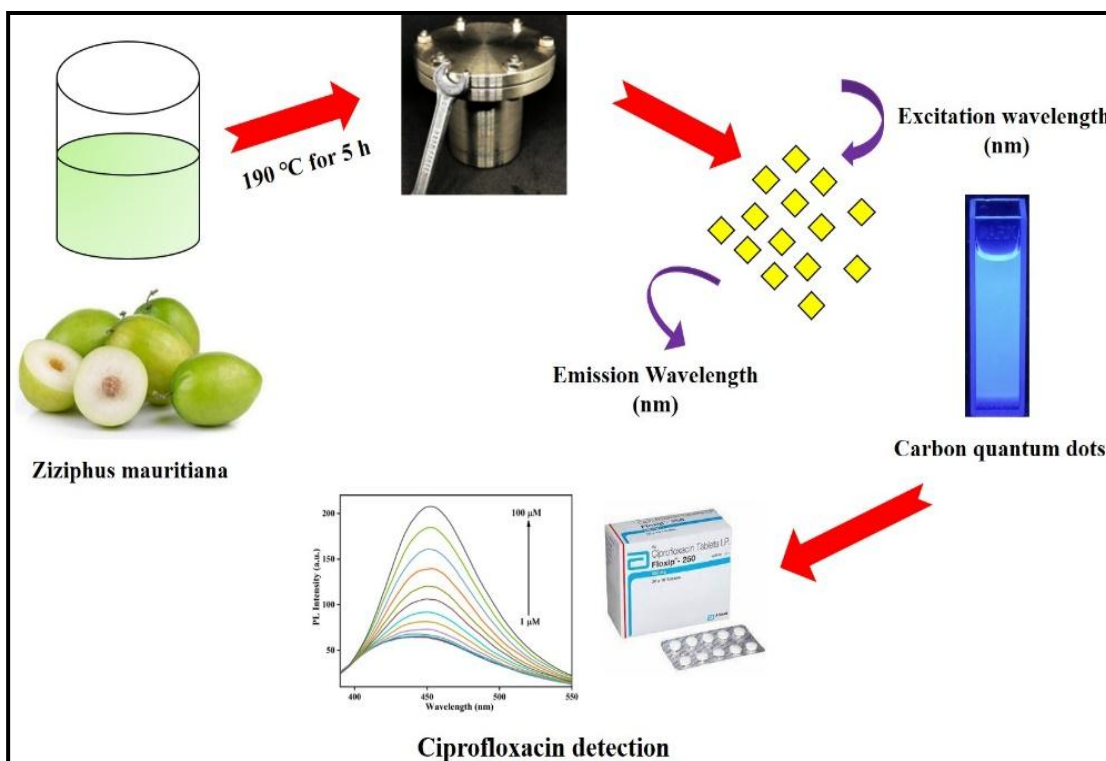 190 °C for 5 h
Excitation wavelength
(nm)
Emission Wavelength
(nm)
Ziziphus mauritiana
Carbon quantum dots
PL Intensity (a.u.)
200
150
100
50
100 µM
1 µM
400
450
500
550
Wavelength (nm)
Ciprofloxacin Tablets I.P.
Floxip - 250
Ciprofloxacin detection